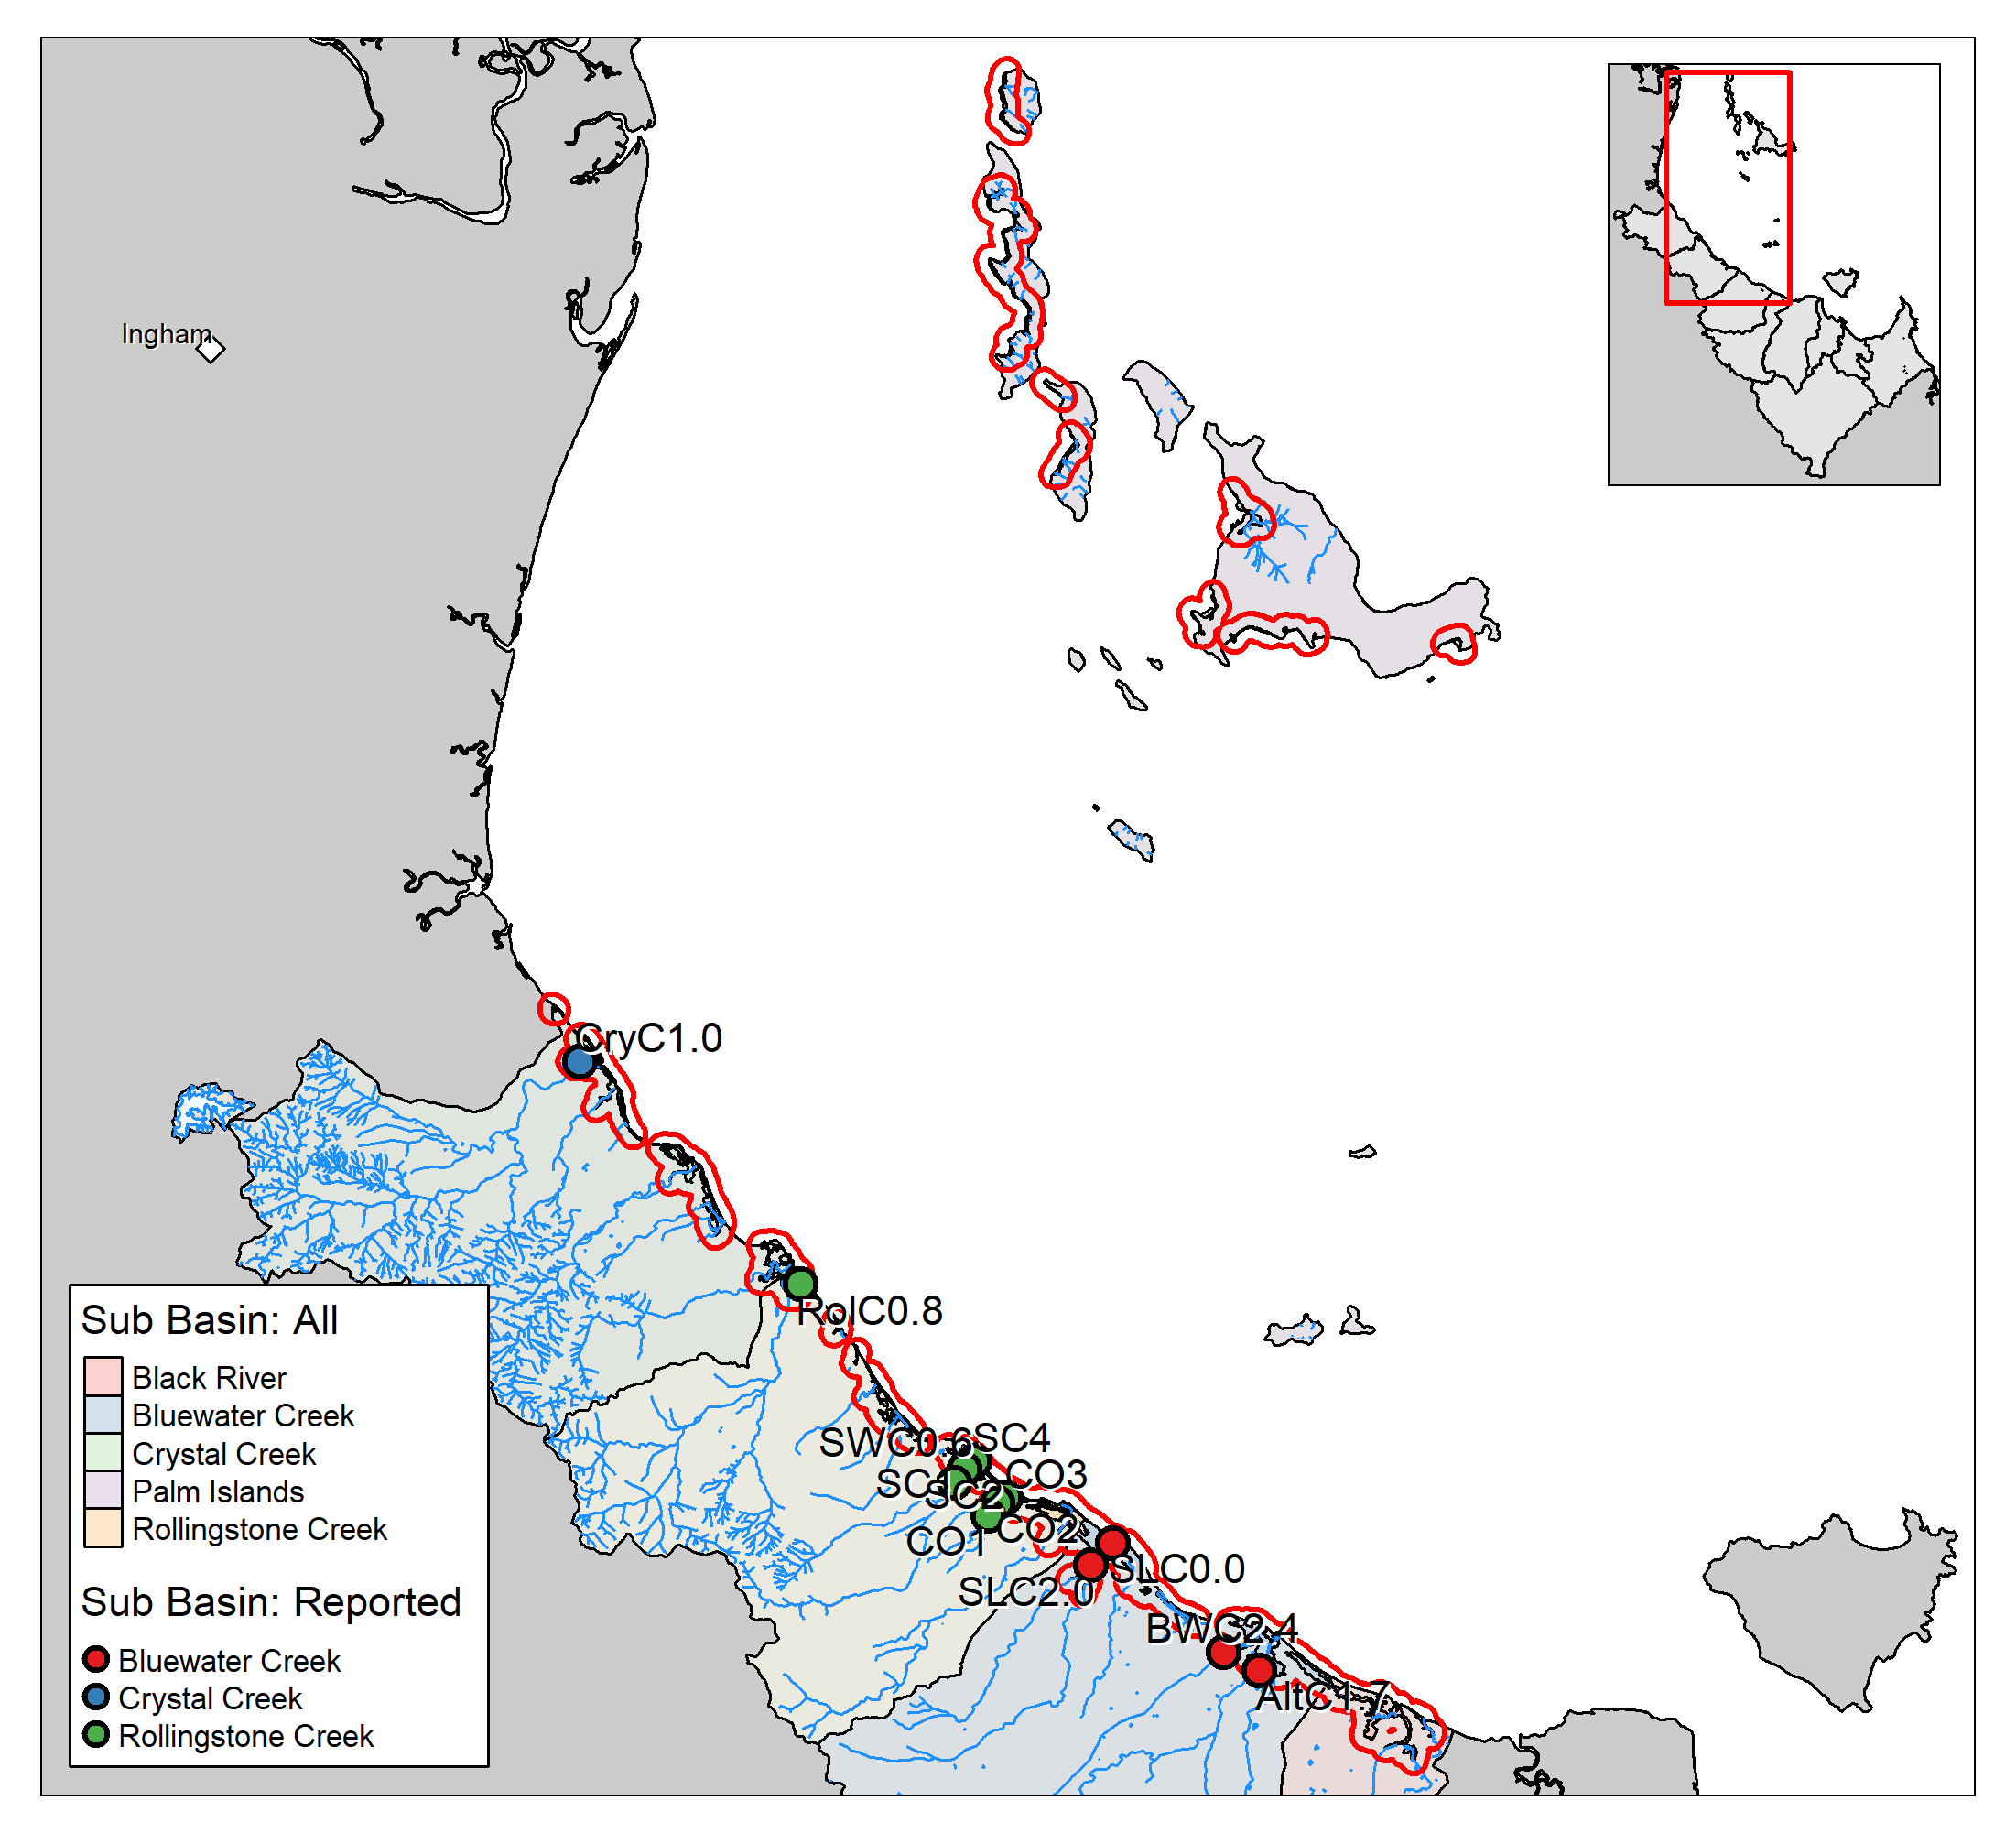 Ingham
CryC1.0
RolC0.8
SWC0.6
SC4
SC1
SC2
CO3
CO1
CO2
SLC0.0
SLC2.0
BWC2.4
AltC1.7
Sub Basin: All
Black River
Bluewater Creek
Crystal Creek
Palm Islands
Rollingstone Creek
Sub Basin: Reported
Bluewater Creek
Crystal Creek
Rollingstone Creek